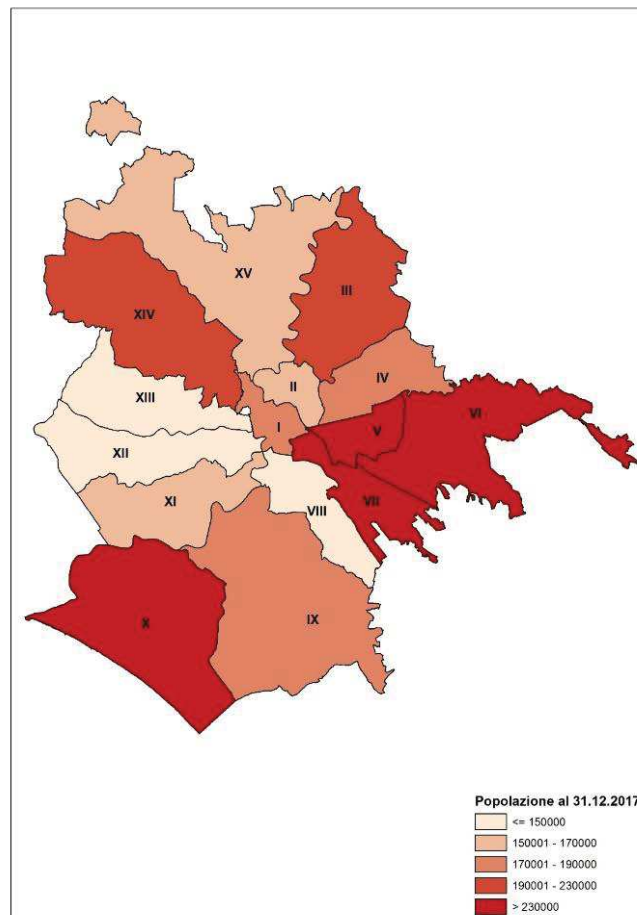 XV
III
XIV
IV
II
XIII
VI
I
V
XII
XI
VII
VIII
X
IX
Popolazione al 31.12.2017
<= 150000
150001 - 170000
170001 - 190000
190001 - 230000
> 230000